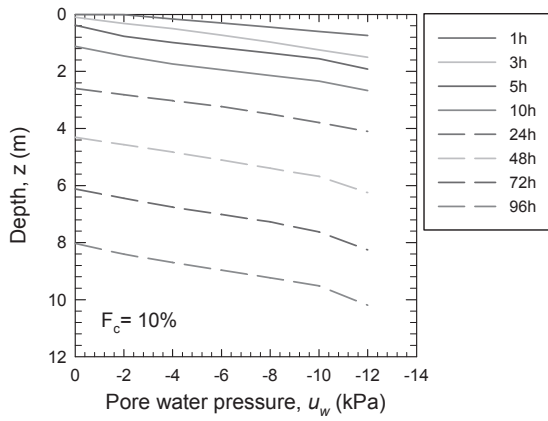 0
2
4
6
8
10
12
Depth, z (m)
F_c= 10%
0 -2 -4 -6 -8 -10 -12 -14
Pore water pressure, u_w (kPa)
1h
3h
5h
10h
24h
48h
72h
96h